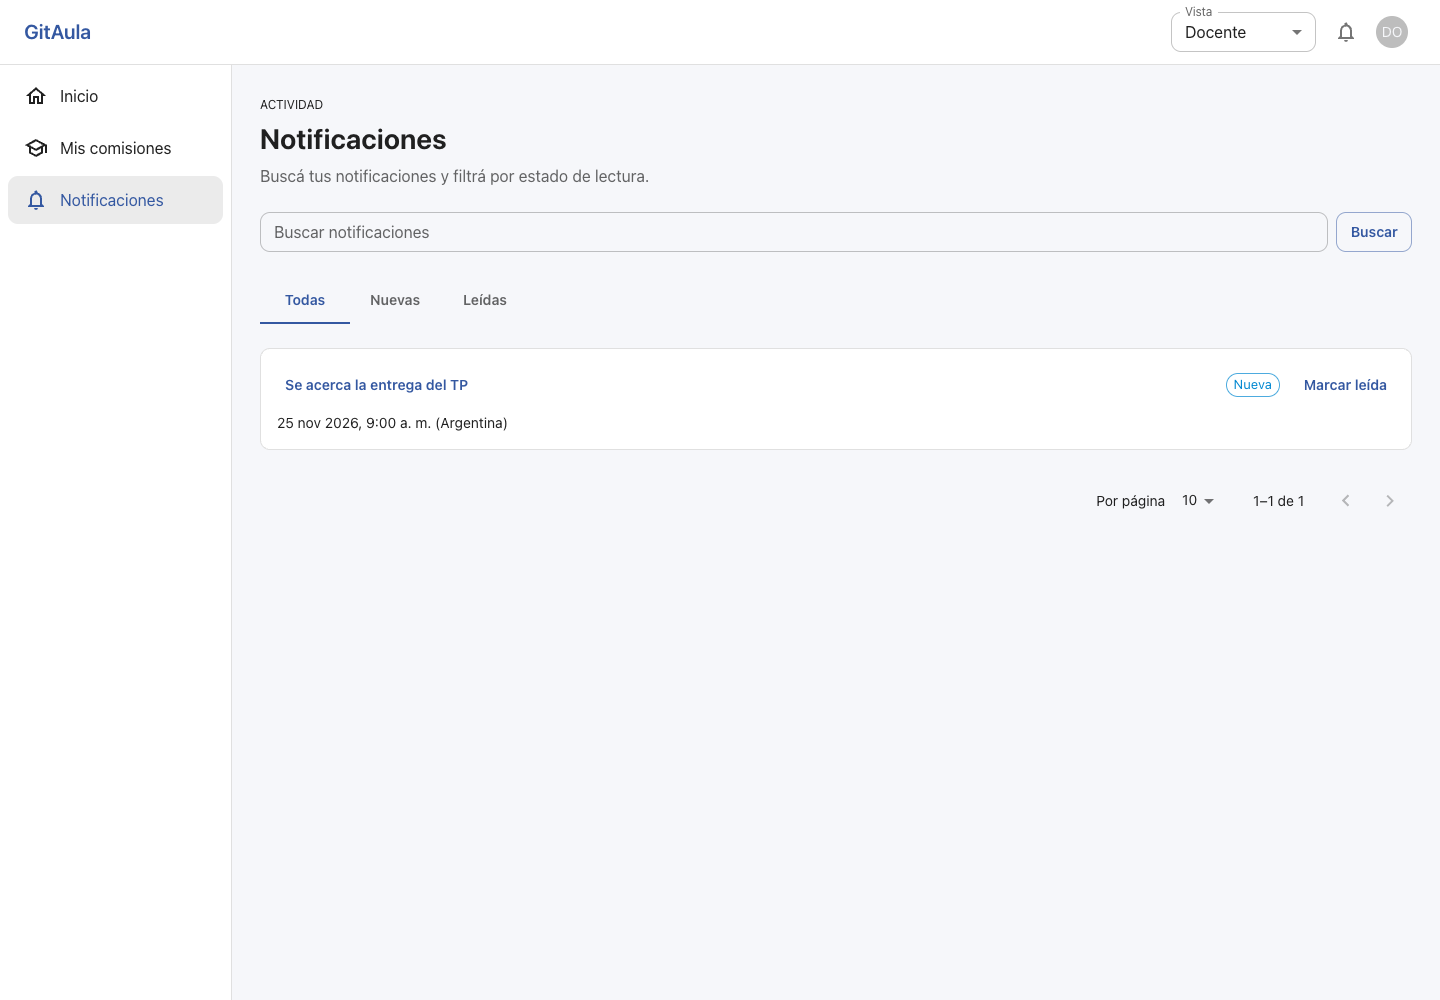 GitAula
Vista
Docente
DO
Inicio
Mis comisiones
Notificaciones
ACTIVIDAD
Notificaciones
Buscá tus notificaciones y filtrá por estado de lectura.
Buscar notificaciones
Buscar
Todas
Nuevas
Leídas
Se acerca la entrega del TP
Nueva
Marcar leída
25 nov 2026, 9:00 a. m. (Argentina)
Por página
10
1–1 de 1